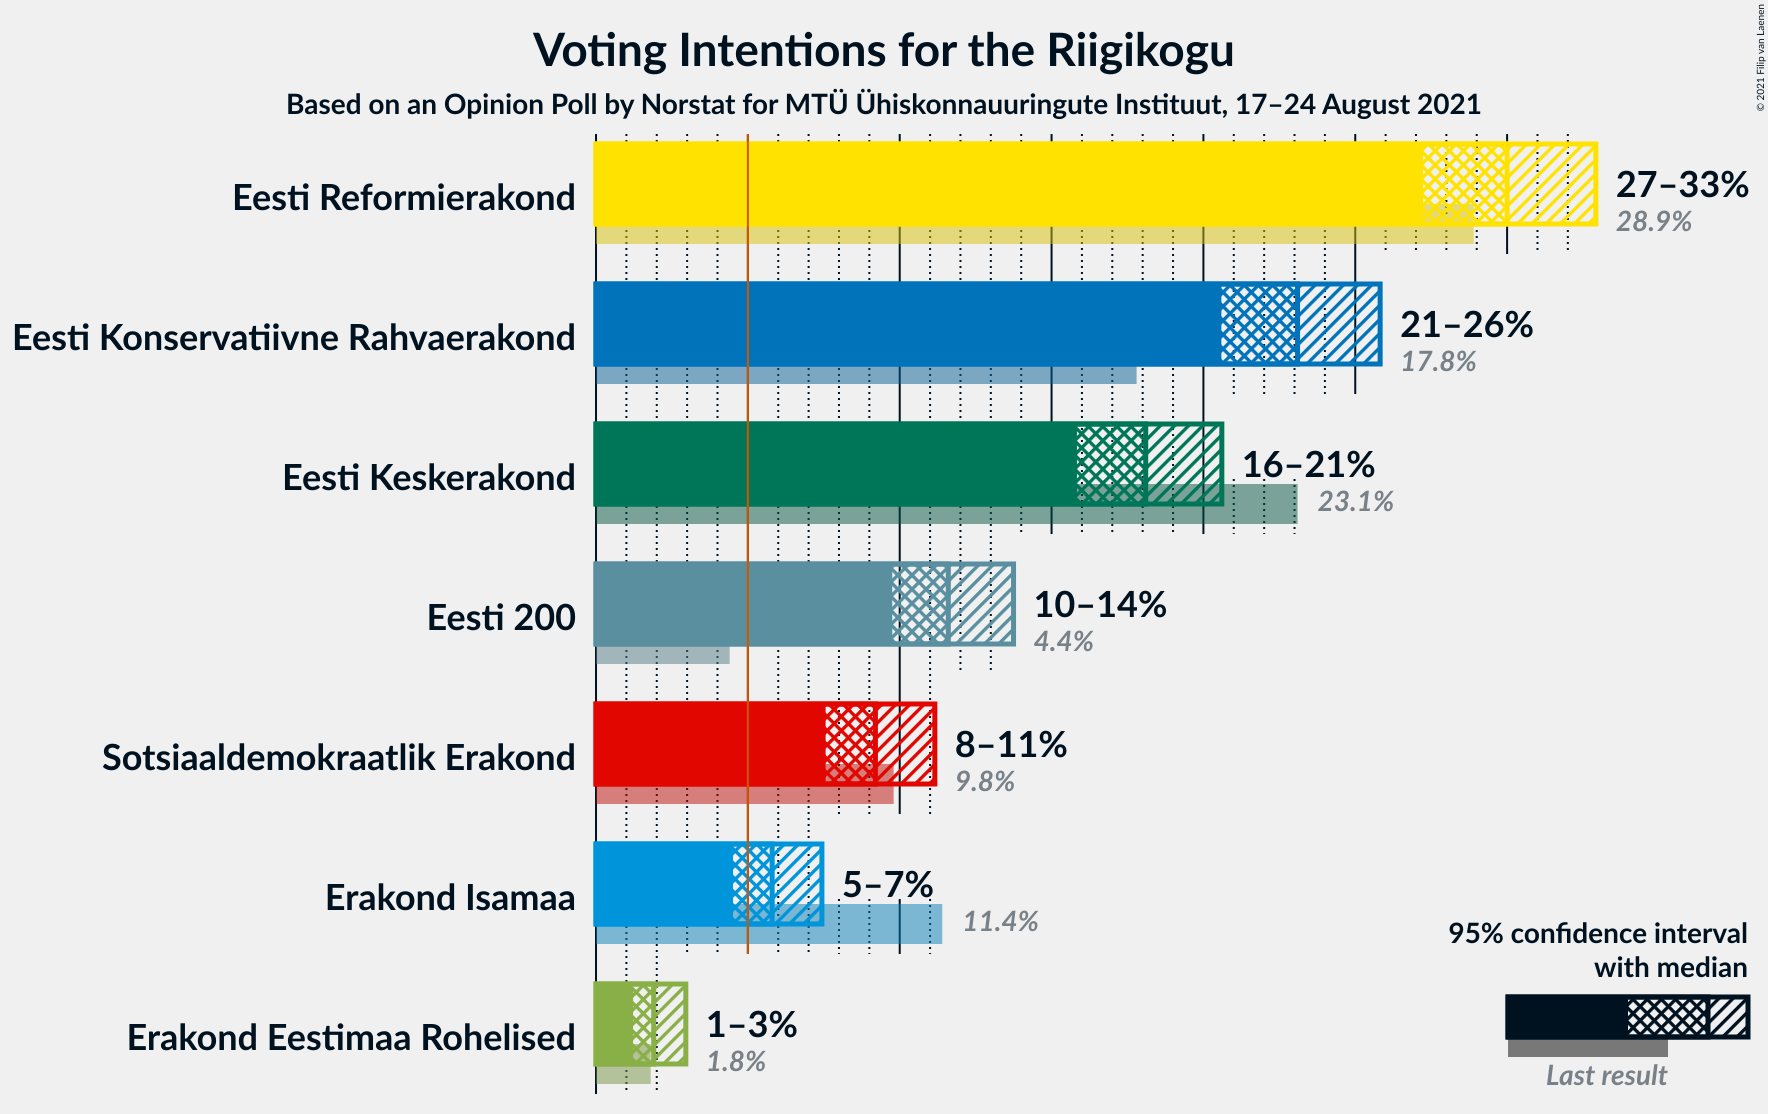 Voting Intentions for the Riigikogu
Based on an Opinion Poll by Norstat for MTÜ Ühiskonnauuringute Instituut, 17–24 August 2021
© 2021 Filip van Laenen
Eesti Reformierakond
27–33%
28.9%
Eesti Konservatiivne Rahvaerakond
21–26%
17.8%
Eesti Keskerakond
16–21%
23.1%
Eesti 200
10–14%
4.4%
Sotsiaaldemokraatlik Erakond
8–11%
9.8%
Erakond Isamaa
5–7%
11.4%
Erakond Eestimaa Rohelised
1–3%
1.8%
95% confidence interval
with median
Last result